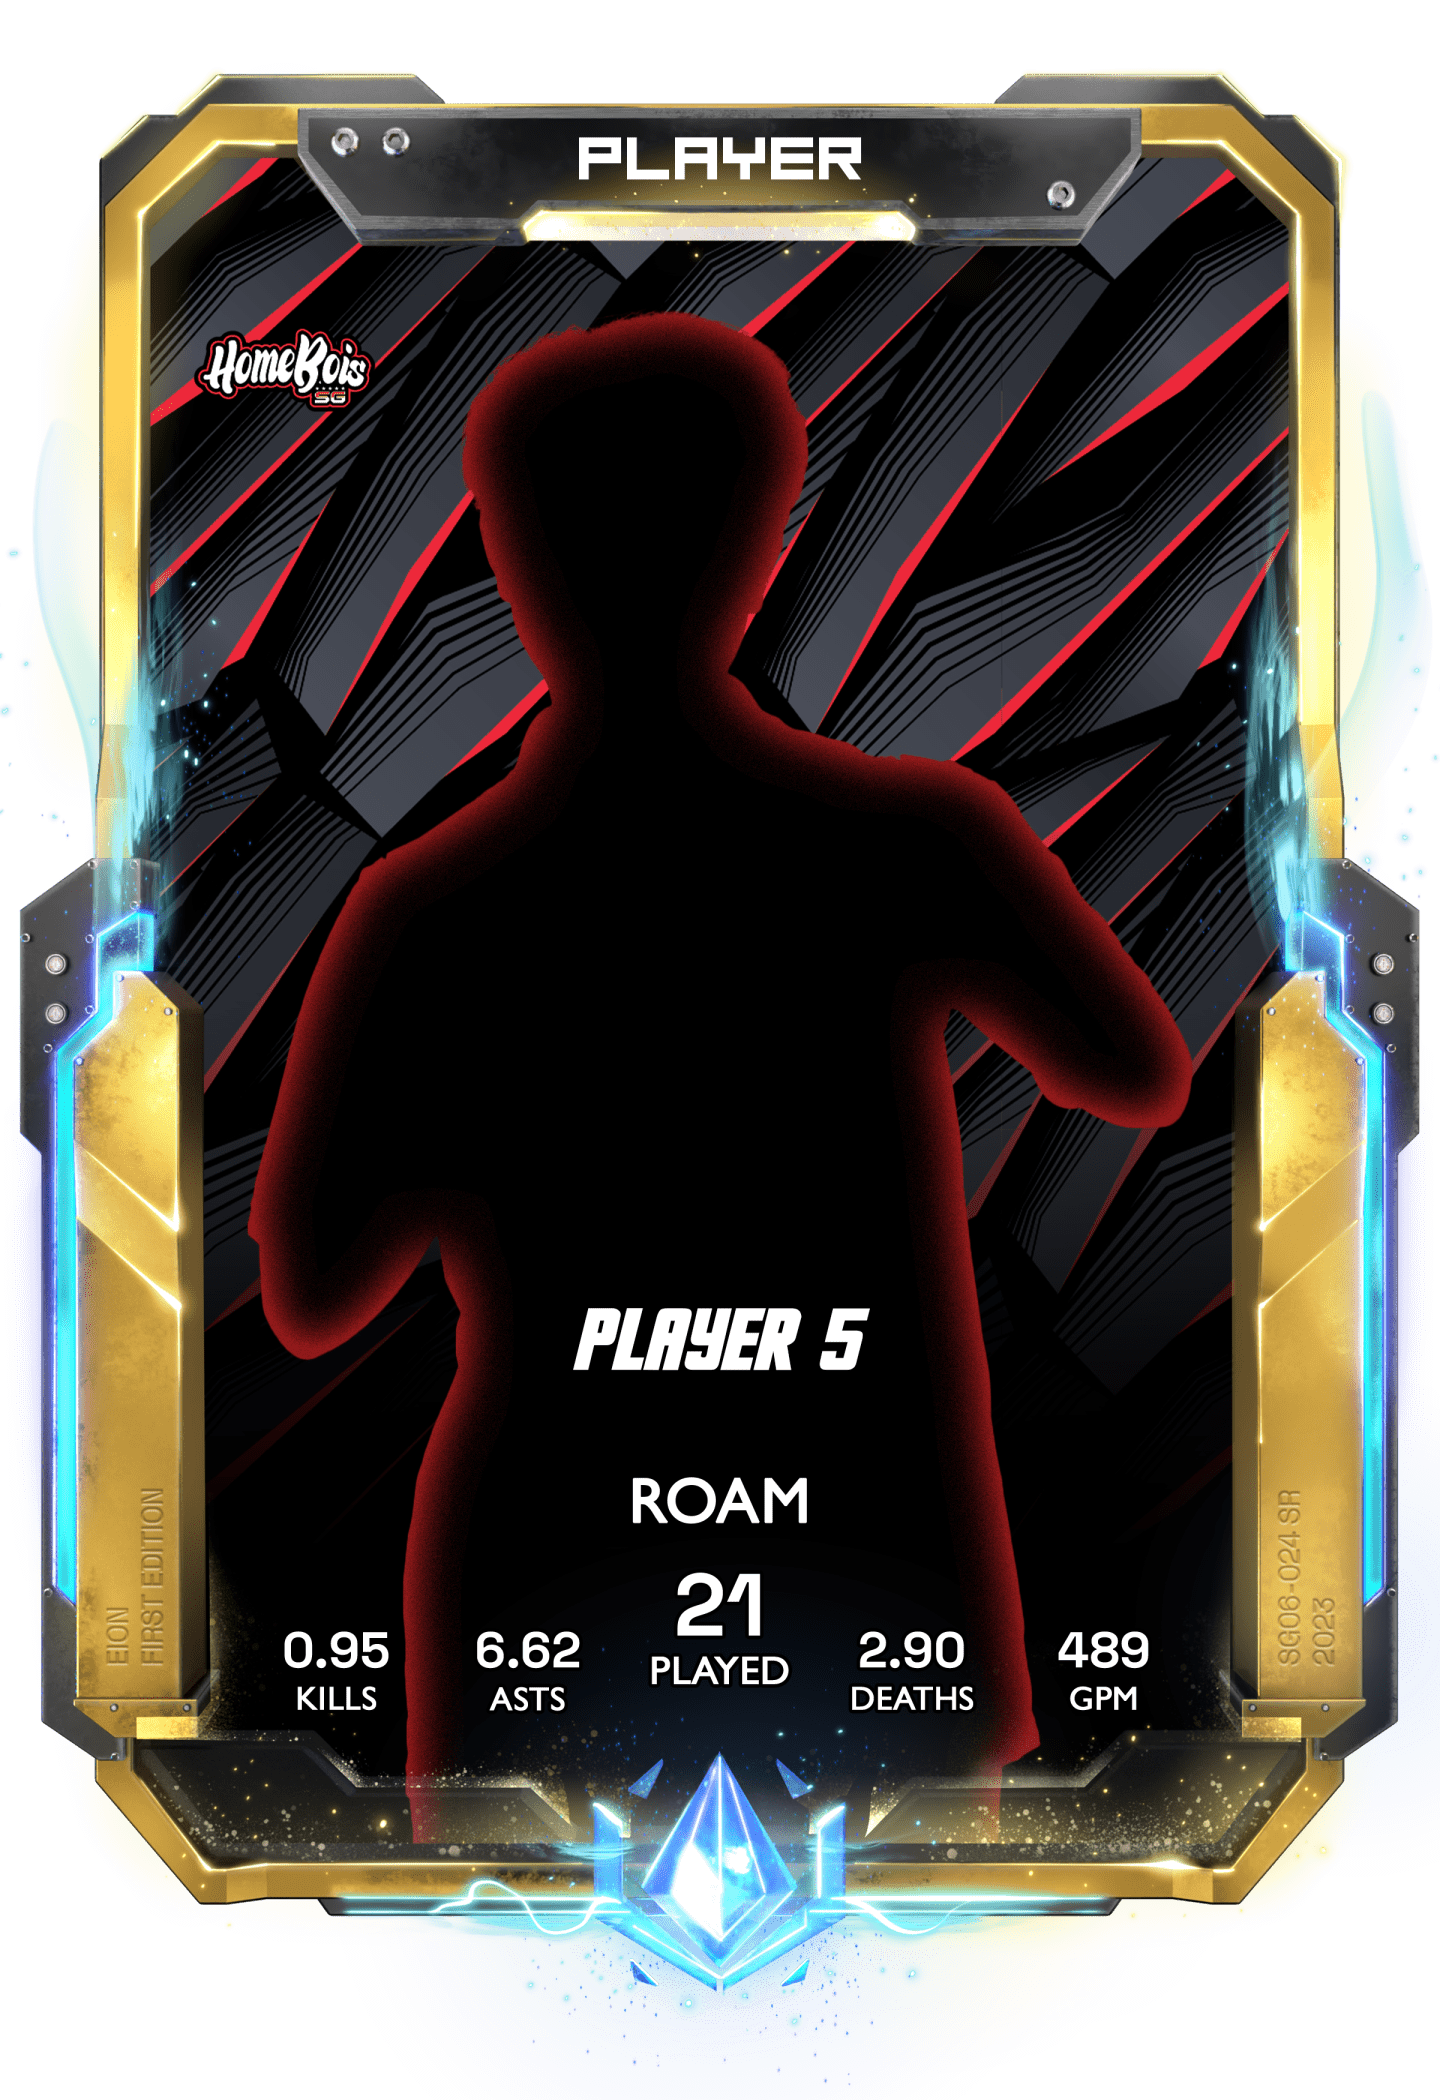 PLAYER
HomeBois
SG
PLAYER 5
ROAM
21
PLAYED
0.95
KILLS
6.62
ASTS
2.90
DEATHS
489
GPM
EION
FIRST EDITION
SG06-024 SR
2023